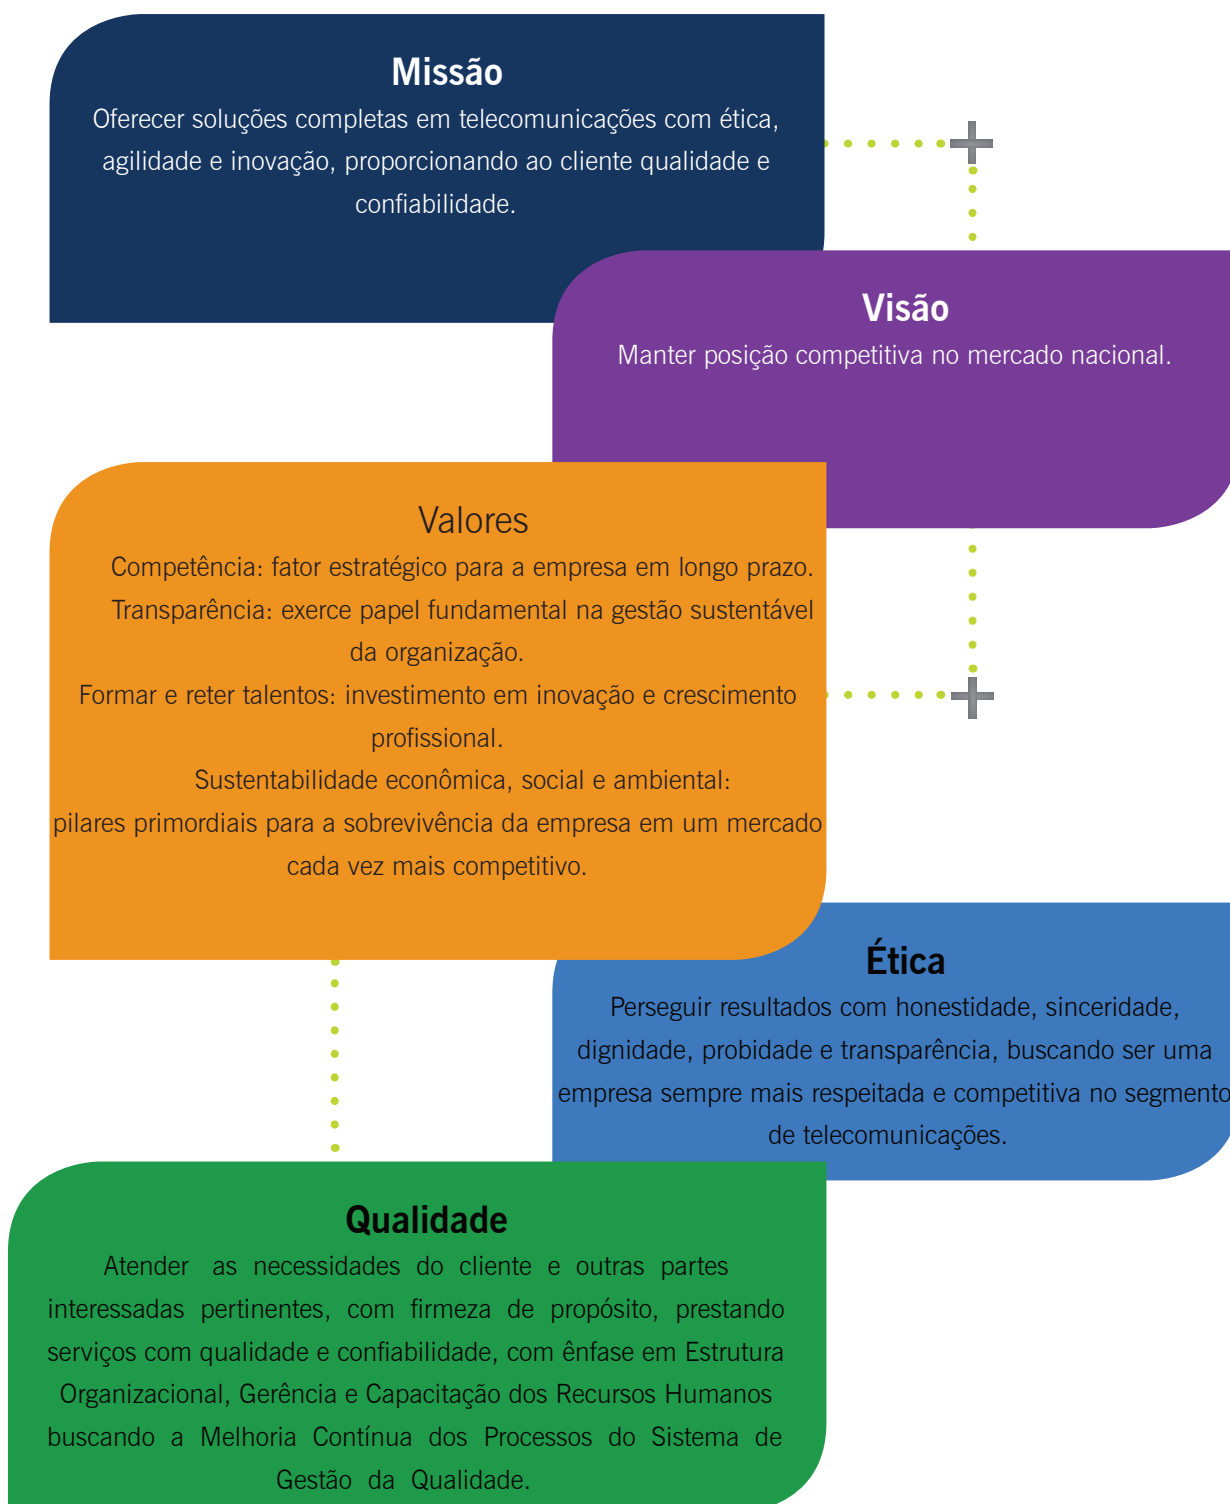 Missão
Oferecer soluções completas em telecomunicações com ética,
agilidade e inovação, proporcionando ao cliente qualidade e
confiabilidade.
Visão
Manter posição competitiva no mercado nacional.
Valores
Competência: fator estratégico para a empresa em longo prazo.
Transparência: exerce papel fundamental na gestão sustentável
da organização.
Formar e reter talentos: investimento em inovação e crescimento
profissional.
Sustentabilidade econômica, social e ambiental:
pilares primordiais para a sobrevivência da empresa em um mercado
cada vez mais competitivo.
Ética
Perseguir resultados com honestidade, sinceridade,
dignidade, probidade e transparência, buscando ser uma
empresa sempre mais respeitada e competitiva no segmento
de telecomunicações.
Qualidade
Atender as necessidades do cliente e outras partes
interessadas pertinentes, com firmeza de propósito, prestando
serviços com qualidade e confiabilidade, com ênfase em Estrutura
Organizacional, Gerência e Capacitação dos Recursos Humanos
buscando a Melhoria Contínua dos Processos do Sistema de
Gestão da Qualidade.